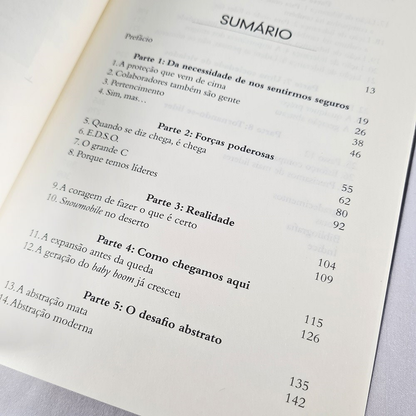 SUMÁRIO
Prefácio 13
Parte 1: Da necessidade de nos sentirmos seguros
1. A proteção que vem de cima 19
2. Colaboradores também são gente 26
3. Pertencimento 38
4. Sim, mas... 46
Parte 2: Forças poderosas
5. Quando se diz chega, é chega 55
6. E.D.S.O. 62
7. O grande C 80
8. Porque temos líderes 92
Parte 3: Realidade
9. A coragem de fazer o que é certo 104
10. Snowmobile no deserto 109
Parte 4: Como chegamos aqui
11. A expansão antes da queda 115
12. A geração do baby boom já cresceu 126
Parte 5: O desafio abstrato
13. A abstração mata 135
14. Abstração moderna 142